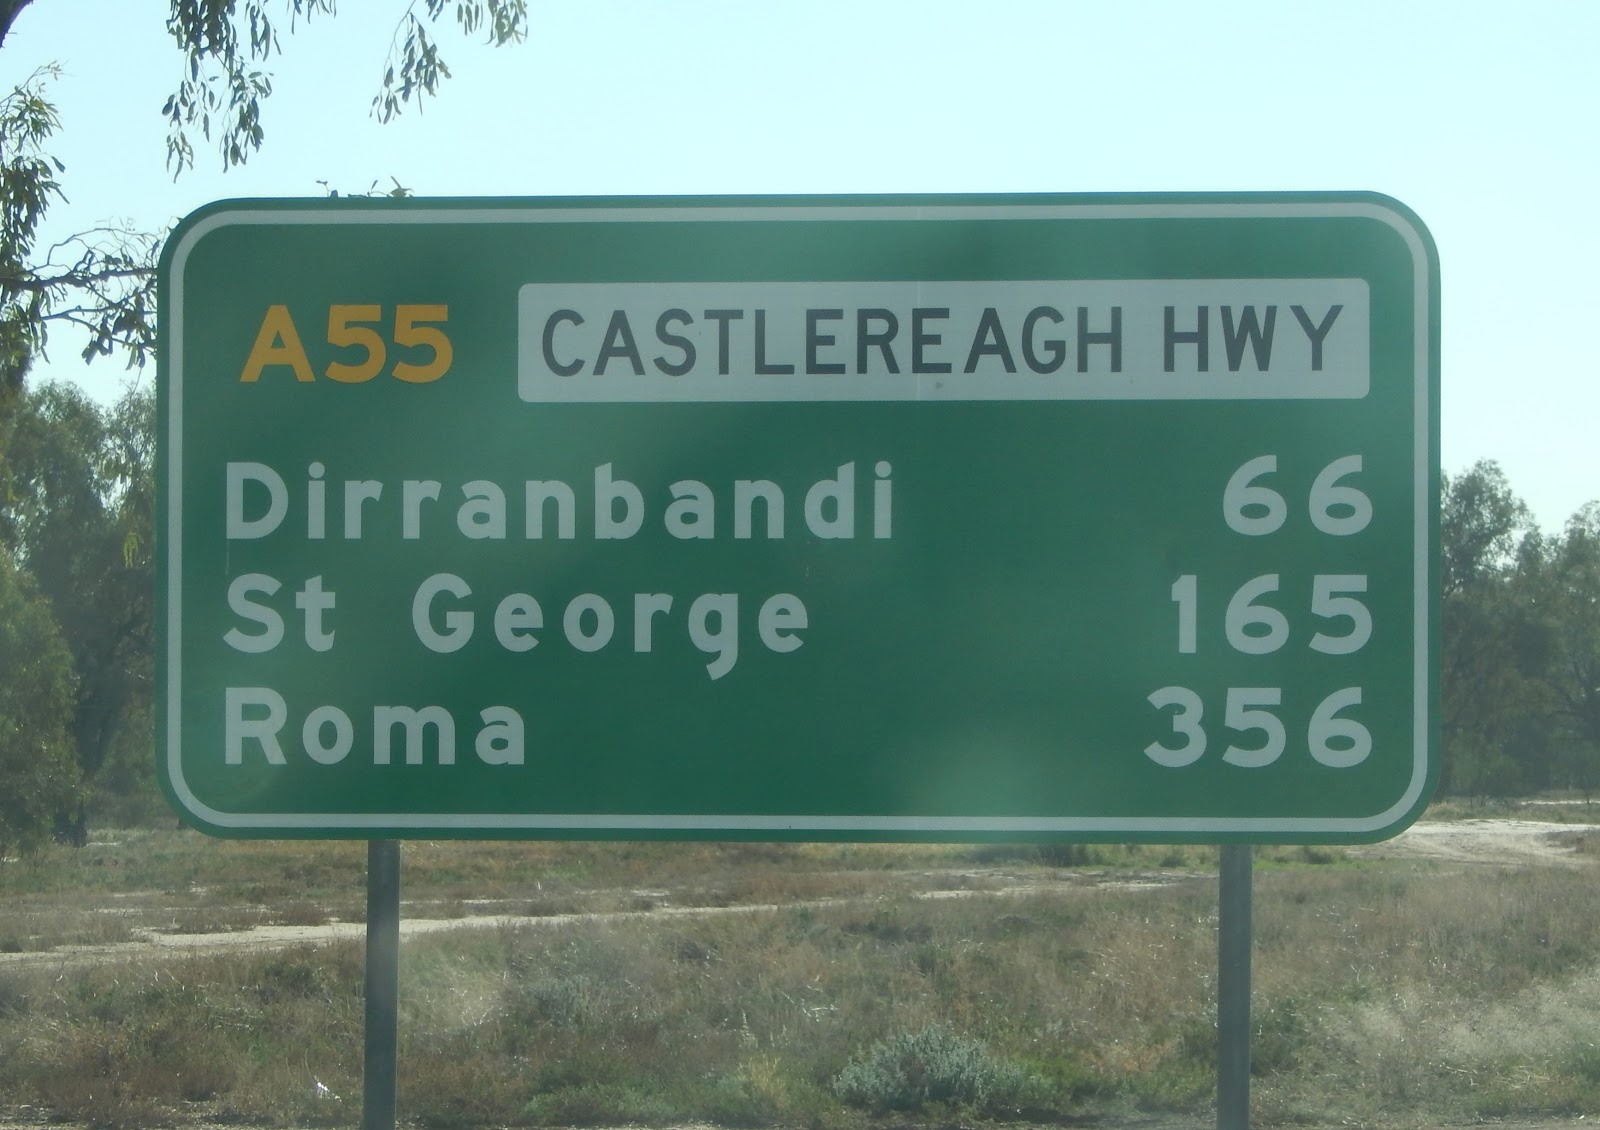 A55 CASTLEREAGH HWY
Dirranbandi 66
St George 165
Roma 356